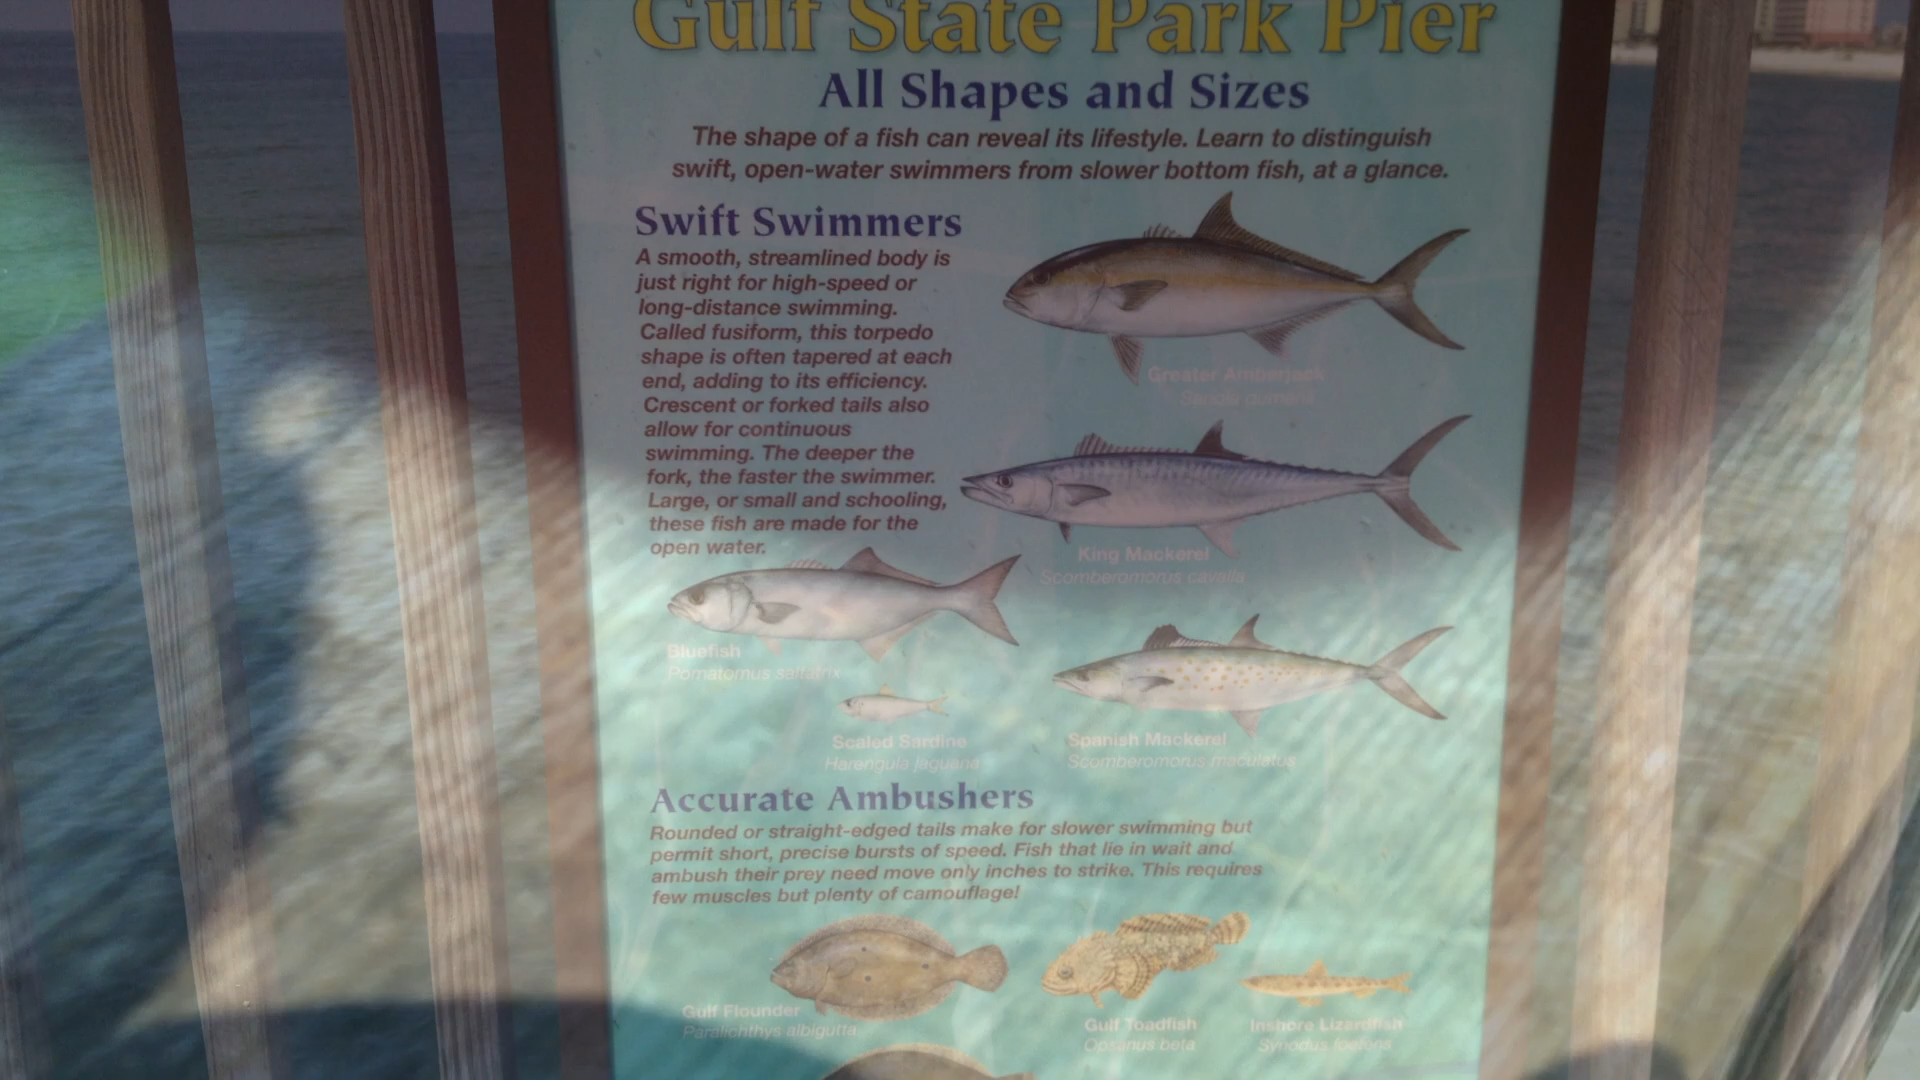 Gulf State Park Pier
All Shapes and Sizes
The shape of a fish can reveal its lifestyle. Learn to distinguish
swift, open-water swimmers from slower bottom fish, at a glance.
Swift Swimmers
A smooth, streamlined body is
just right for high-speed or
long-distance swimming.
Called fusiform, this torpedo
shape is often tapered at each
end, adding to its efficiency.
Crescent or forked tails also
allow for continuous
swimming. The deeper the
fork, the faster the swimmer.
Large, or small and schooling,
these fish are made for the
open water.
Greater Amberjack
Seriola dumerili
King Mackerel
Scomberomorus cavalla
Bluefish
Pomatomus saltatrix
Scaled Sardine
Harengula jaguana
Spanish Mackerel
Scomberomorus maculatus
Accurate Ambushers
Rounded or straight-edged tails make for slower swimming but
permit short, precise bursts of speed. Fish that lie in wait and
ambush their prey need move only inches to strike. This requires
few muscles but plenty of camouflage!
Gulf Flounder
Paralichthys albigutta
Gulf Toadfish
Opsanus beta
Inshore Lizardfish
Synodus foetens